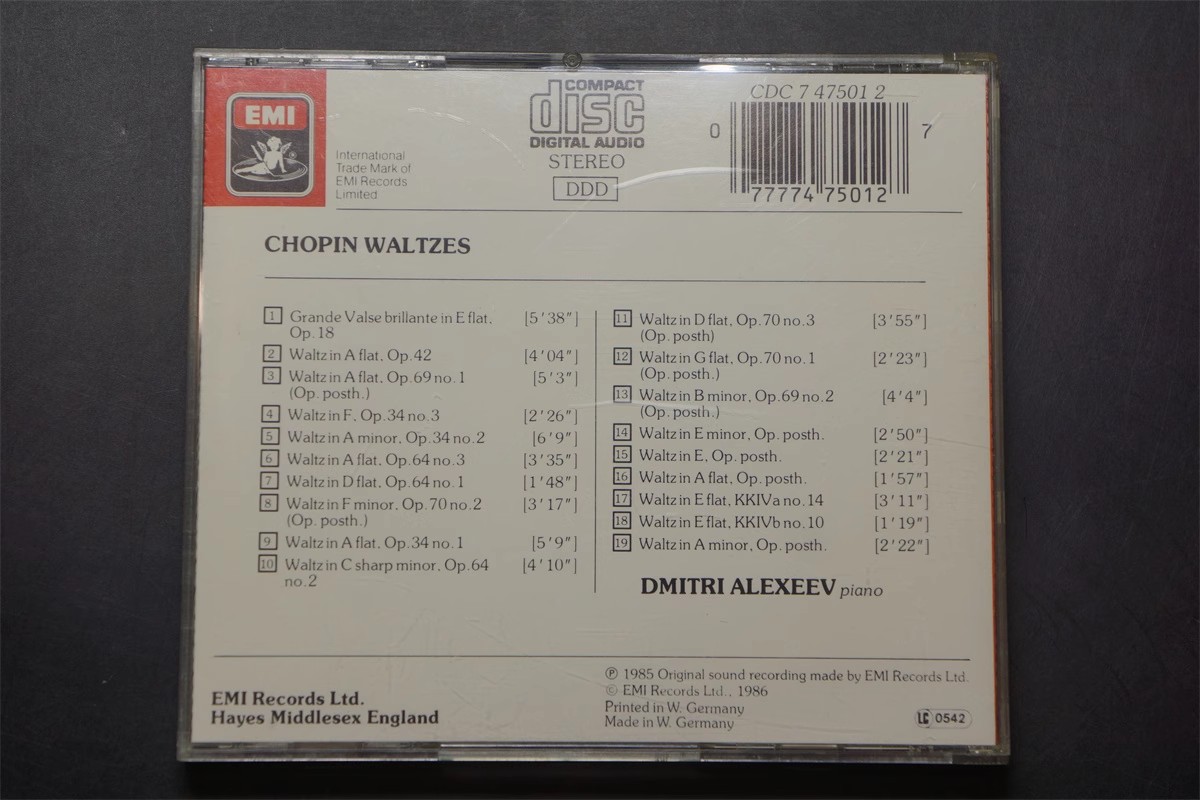 EMI
International
Trade Mark of
EMI Records
Limited
COMPACT
disc
DIGITAL AUDIO
STEREO
DDD
CDC 7 47501 2
0 77774 75012 7
CHOPIN WALTZES
1 Grande Valse brillante in E flat, [5'38"]
Op.18
2 Waltz in A flat, Op.42 [4'04"]
3 Waltz in A flat, Op.69 no.1 [5'3"]
(Op. posth.)
4 Waltz in F, Op.34 no.3 [2'26"]
5 Waltz in A minor, Op.34 no.2 [6'9"]
6 Waltz in A flat, Op.64 no.3 [3'35"]
7 Waltz in D flat, Op.64 no.1 [1'48"]
8 Waltz in F minor, Op.70 no.2 [3'17"]
(Op. posth.)
9 Waltz in A flat, Op.34 no.1 [5'9"]
10 Waltz in C sharp minor, Op.64 [4'10"]
no.2
11 Waltz in D flat, Op.70 no.3 [3'55"]
(Op. posth)
12 Waltz in G flat, Op.70 no.1 [2'23"]
(Op. posth.)
13 Waltz in B minor, Op.69 no.2 [4'4"]
(Op. posth.)
14 Waltz in E minor, Op. posth. [2'50"]
15 Waltz in E, Op. posth. [2'21"]
16 Waltz in A flat, Op. posth. [1'57"]
17 Waltz in E flat, KKIVa no.14 [3'11"]
18 Waltz in E flat, KKIVb no.10 [1'19"]
19 Waltz in A minor, Op. posth. [2'22"]
DMITRI ALEXEEV piano
EMI Records Ltd.
Hayes Middlesex England
℗ 1985 Original sound recording made by EMI Records Ltd.
© EMI Records Ltd., 1986
Printed in W. Germany
Made in W. Germany
LC 0542